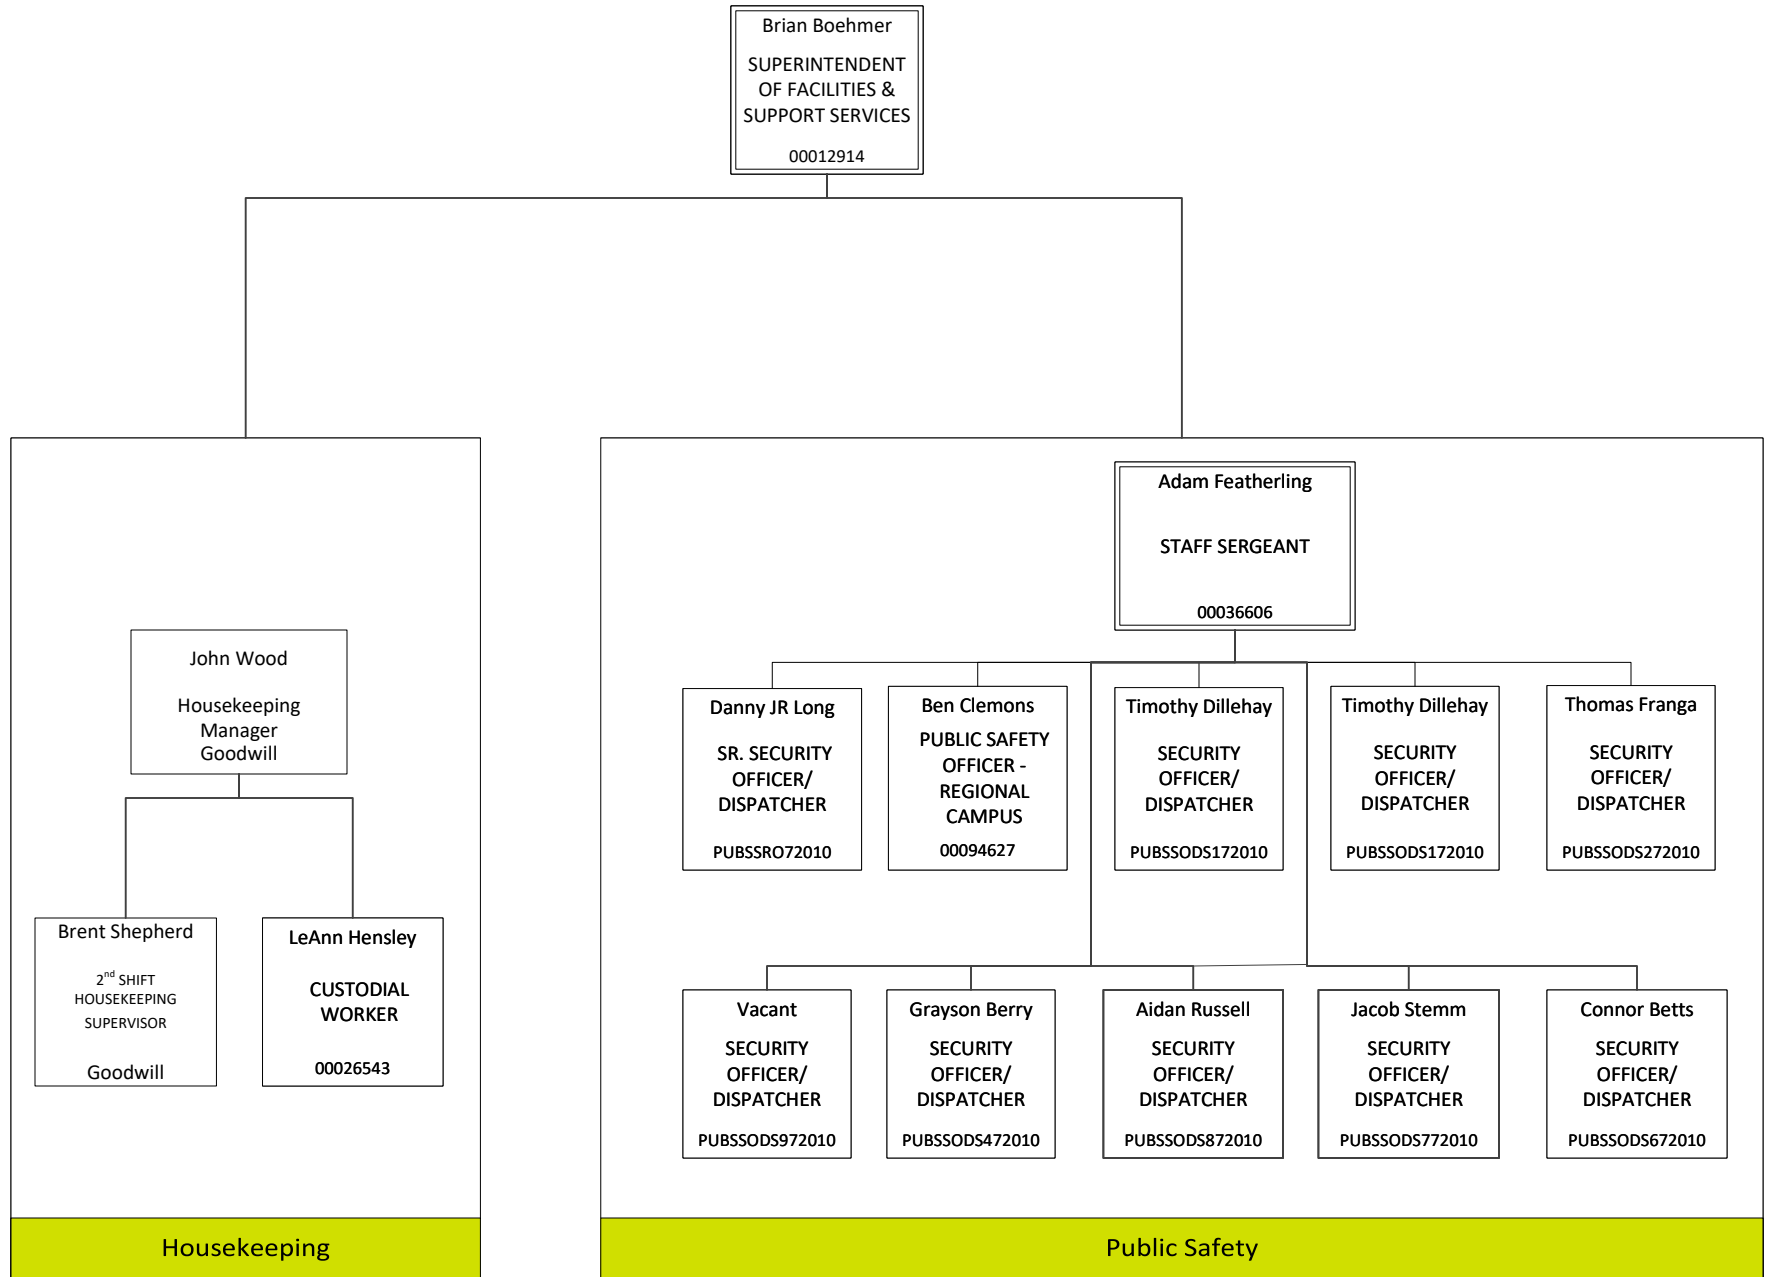 Brian Boehmer
SUPERINTENDENT
OF FACILITIES &
SUPPORT SERVICES
00012914
John Wood
Housekeeping
Manager
Goodwill
Brent Shepherd
2nd SHIFT
HOUSEKEEPING
SUPERVISOR
Goodwill
LeAnn Hensley
CUSTODIAL
WORKER
00026543
Housekeeping
Adam Featherling
STAFF SERGEANT
00036606
Danny JR Long
SR. SECURITY
OFFICER/
DISPATCHER
PUBSSRO72010
Ben Clemons
PUBLIC SAFETY
OFFICER -
REGIONAL
CAMPUS
00094627
Timothy Dillehay
SECURITY
OFFICER/
DISPATCHER
PUBSSODS172010
Timothy Dillehay
SECURITY
OFFICER/
DISPATCHER
PUBSSODS172010
Thomas Franga
SECURITY
OFFICER/
DISPATCHER
PUBSSODS272010
Vacant
SECURITY
OFFICER/
DISPATCHER
PUBSSODS972010
Grayson Berry
SECURITY
OFFICER/
DISPATCHER
PUBSSODS472010
Aidan Russell
SECURITY
OFFICER/
DISPATCHER
PUBSSODS872010
Jacob Stemm
SECURITY
OFFICER/
DISPATCHER
PUBSSODS772010
Connor Betts
SECURITY
OFFICER/
DISPATCHER
PUBSSODS672010
Public Safety